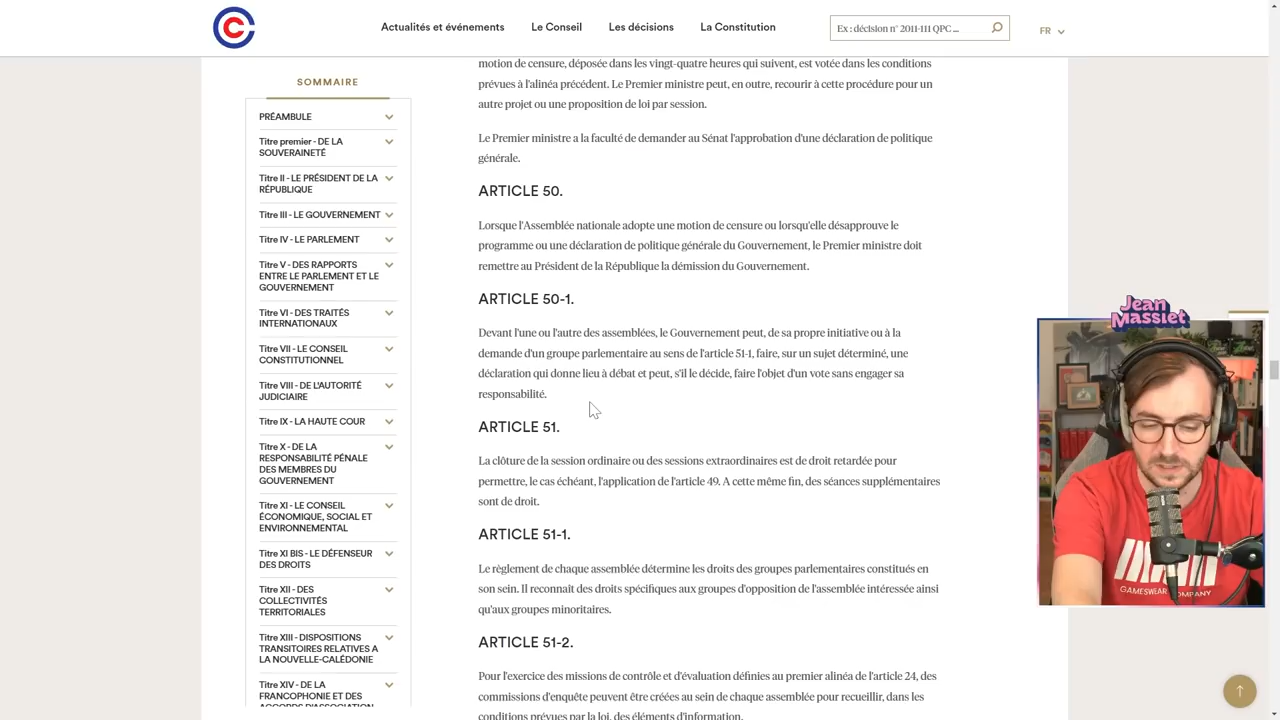 Actualités et événements
Le Conseil
Les décisions
La Constitution
Ex : décision n° 2011-111 QPC ...
FR
SOMMAIRE
PRÉAMBULE
Titre premier - DE LA
SOUVERAINETÉ
Titre II - LE PRÉSIDENT DE LA
RÉPUBLIQUE
Titre III - LE GOUVERNEMENT
Titre IV - LE PARLEMENT
Titre V - DES RAPPORTS
ENTRE LE PARLEMENT ET LE
GOUVERNEMENT
Titre VI - DES TRAITÉS
INTERNATIONAUX
Titre VII - LE CONSEIL
CONSTITUTIONNEL
Titre VIII - DE L'AUTORITÉ
JUDICIAIRE
Titre IX - LA HAUTE COUR
Titre X - DE LA
RESPONSABILITÉ PÉNALE
DES MEMBRES DU
GOUVERNEMENT
Titre XI - LE CONSEIL
ÉCONOMIQUE, SOCIAL ET
ENVIRONNEMENTAL
Titre XI BIS - LE DÉFENSEUR
DES DROITS
Titre XII - DES
COLLECTIVITÉS
TERRITORIALES
Titre XIII - DISPOSITIONS
TRANSITOIRES RELATIVES A
LA NOUVELLE-CALÉDONIE
Titre XIV - DE LA
FRANCOPHONIE ET DES
ACCORDS D'ASSOCIATION
motion de censure, déposée dans les vingt-quatre heures qui suivent, est votée dans les conditions
prévues à l'alinéa précédent. Le Premier ministre peut, en outre, recourir à cette procédure pour un
autre projet ou une proposition de loi par session.
Le Premier ministre a la faculté de demander au Sénat l'approbation d'une déclaration de politique
générale.
ARTICLE 50.
Lorsque l'Assemblée nationale adopte une motion de censure ou lorsqu'elle désapprouve le
programme ou une déclaration de politique générale du Gouvernement, le Premier ministre doit
remettre au Président de la République la démission du Gouvernement.
ARTICLE 50-1.
Devant l'une ou l'autre des assemblées, le Gouvernement peut, de sa propre initiative ou à la
demande d'un groupe parlementaire au sens de l'article 51-1, faire, sur un sujet déterminé, une
déclaration qui donne lieu à débat et peut, s'il le décide, faire l'objet d'un vote sans engager sa
responsabilité.
ARTICLE 51.
La clôture de la session ordinaire ou des sessions extraordinaires est de droit retardée pour
permettre, le cas échéant, l'application de l'article 49. A cette même fin, des séances supplémentaires
sont de droit.
ARTICLE 51-1.
Le règlement de chaque assemblée détermine les droits des groupes parlementaires constitués en
son sein. Il reconnaît des droits spécifiques aux groupes d'opposition de l'assemblée intéressée ainsi
qu'aux groupes minoritaires.
ARTICLE 51-2.
Pour l'exercice des missions de contrôle et d'évaluation définies au premier alinéa de l'article 24, des
commissions d'enquête peuvent être créées au sein de chaque assemblée pour recueillir, dans les
conditions prévues par la loi, des éléments d'information.
Jean
Massiet
GAMESWEAR COMPANY